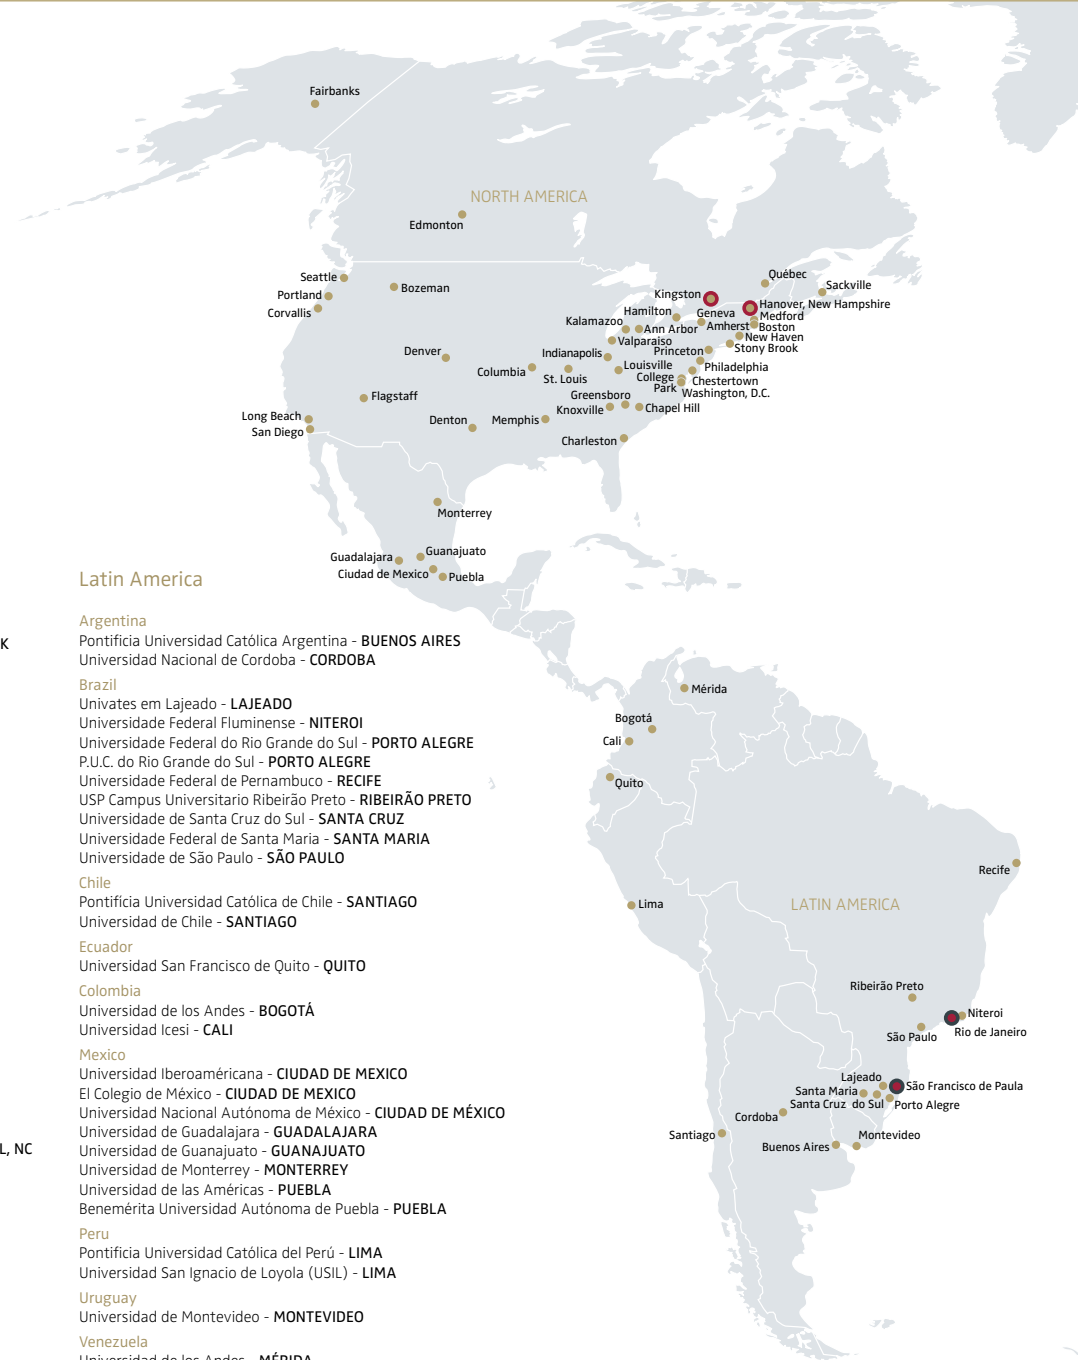 Fairbanks
NORTH AMERICA
Edmonton
Québec
Seattle
Sackville
Bozeman
Portland
Kingston
Hanover, New Hampshire
Corvallis
Hamilton
Geneva
Medford
Kalamazoo
Ann Arbor
Amherst
Boston
Valparaiso
New Haven
Denver
Indianapolis
Princeton
Stony Brook
Columbia
St. Louis
Louisville
Philadelphia
College
Park
Chestertown
Washington, D.C.
Flagstaff
Greensboro
Knoxville
Chapel Hill
Long Beach
San Diego
Denton
Memphis
Charleston
Monterrey
Guadalajara
Guanajuato
Ciudad de Mexico
Puebla
K
L, NC
Latin America
Argentina
Pontificia Universidad Católica Argentina - BUENOS AIRES
Universidad Nacional de Cordoba - CORDOBA
Brazil
Univates em Lajeado - LAJEADO
Universidade Federal Fluminense - NITEROI
Universidade Federal do Rio Grande do Sul - PORTO ALEGRE
P.U.C. do Rio Grande do Sul - PORTO ALEGRE
Universidade Federal de Pernambuco - RECIFE
USP Campus Universitario Ribeirão Preto - RIBEIRÃO PRETO
Universidade de Santa Cruz do Sul - SANTA CRUZ
Universidade Federal de Santa Maria - SANTA MARIA
Universidade de São Paulo - SÃO PAULO
Chile
Pontificia Universidad Católica de Chile - SANTIAGO
Universidad de Chile - SANTIAGO
Ecuador
Universidad San Francisco de Quito - QUITO
Colombia
Universidad de los Andes - BOGOTÁ
Universidad Icesi - CALI
Mexico
Universidad Iberoaméricana - CIUDAD DE MEXICO
El Colegio de México - CIUDAD DE MEXICO
Universidad Nacional Autónoma de México - CIUDAD DE MÉXICO
Universidad de Guadalajara - GUADALAJARA
Universidad de Guanajuato - GUANAJUATO
Universidad de Monterrey - MONTERREY
Universidad de las Américas - PUEBLA
Benemérita Universidad Autónoma de Puebla - PUEBLA
Peru
Pontificia Universidad Católica del Perú - LIMA
Universidad San Ignacio de Loyola (USIL) - LIMA
Uruguay
Universidad de Montevideo - MONTEVIDEO
Venezuela
Universidad de los Andes - MÉRIDA
Mérida
Bogotá
Cali
Quito
Recife
Lima
LATIN AMERICA
Ribeirão Preto
Niteroi
Rio de Janeiro
São Paulo
Lajeado
São Francisco de Paula
Santa Maria
Santa Cruz do Sul
Porto Alegre
Cordoba
Santiago
Montevideo
Buenos Aires